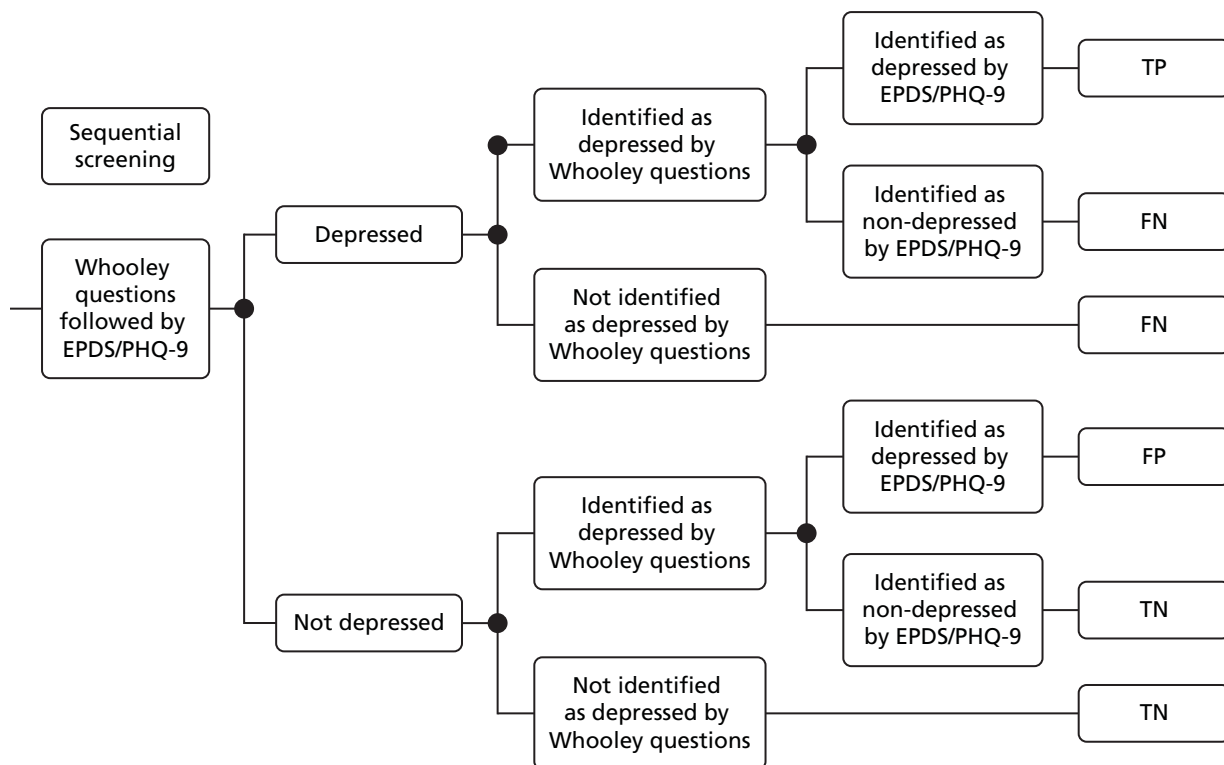 Sequential
screening
Whooley
questions
followed by
EPDS/PHQ-9
Depressed
Identified as
depressed by
Whooley questions
Identified as
depressed by
EPDS/PHQ-9
TP
Identified as
non-depressed
by EPDS/PHQ-9
FN
Not identified
as depressed by
Whooley questions
FN
Not depressed
Identified as
depressed by
Whooley questions
Identified as
depressed by
EPDS/PHQ-9
FP
Identified as
non-depressed
by EPDS/PHQ-9
TN
Not identified
as depressed by
Whooley questions
TN